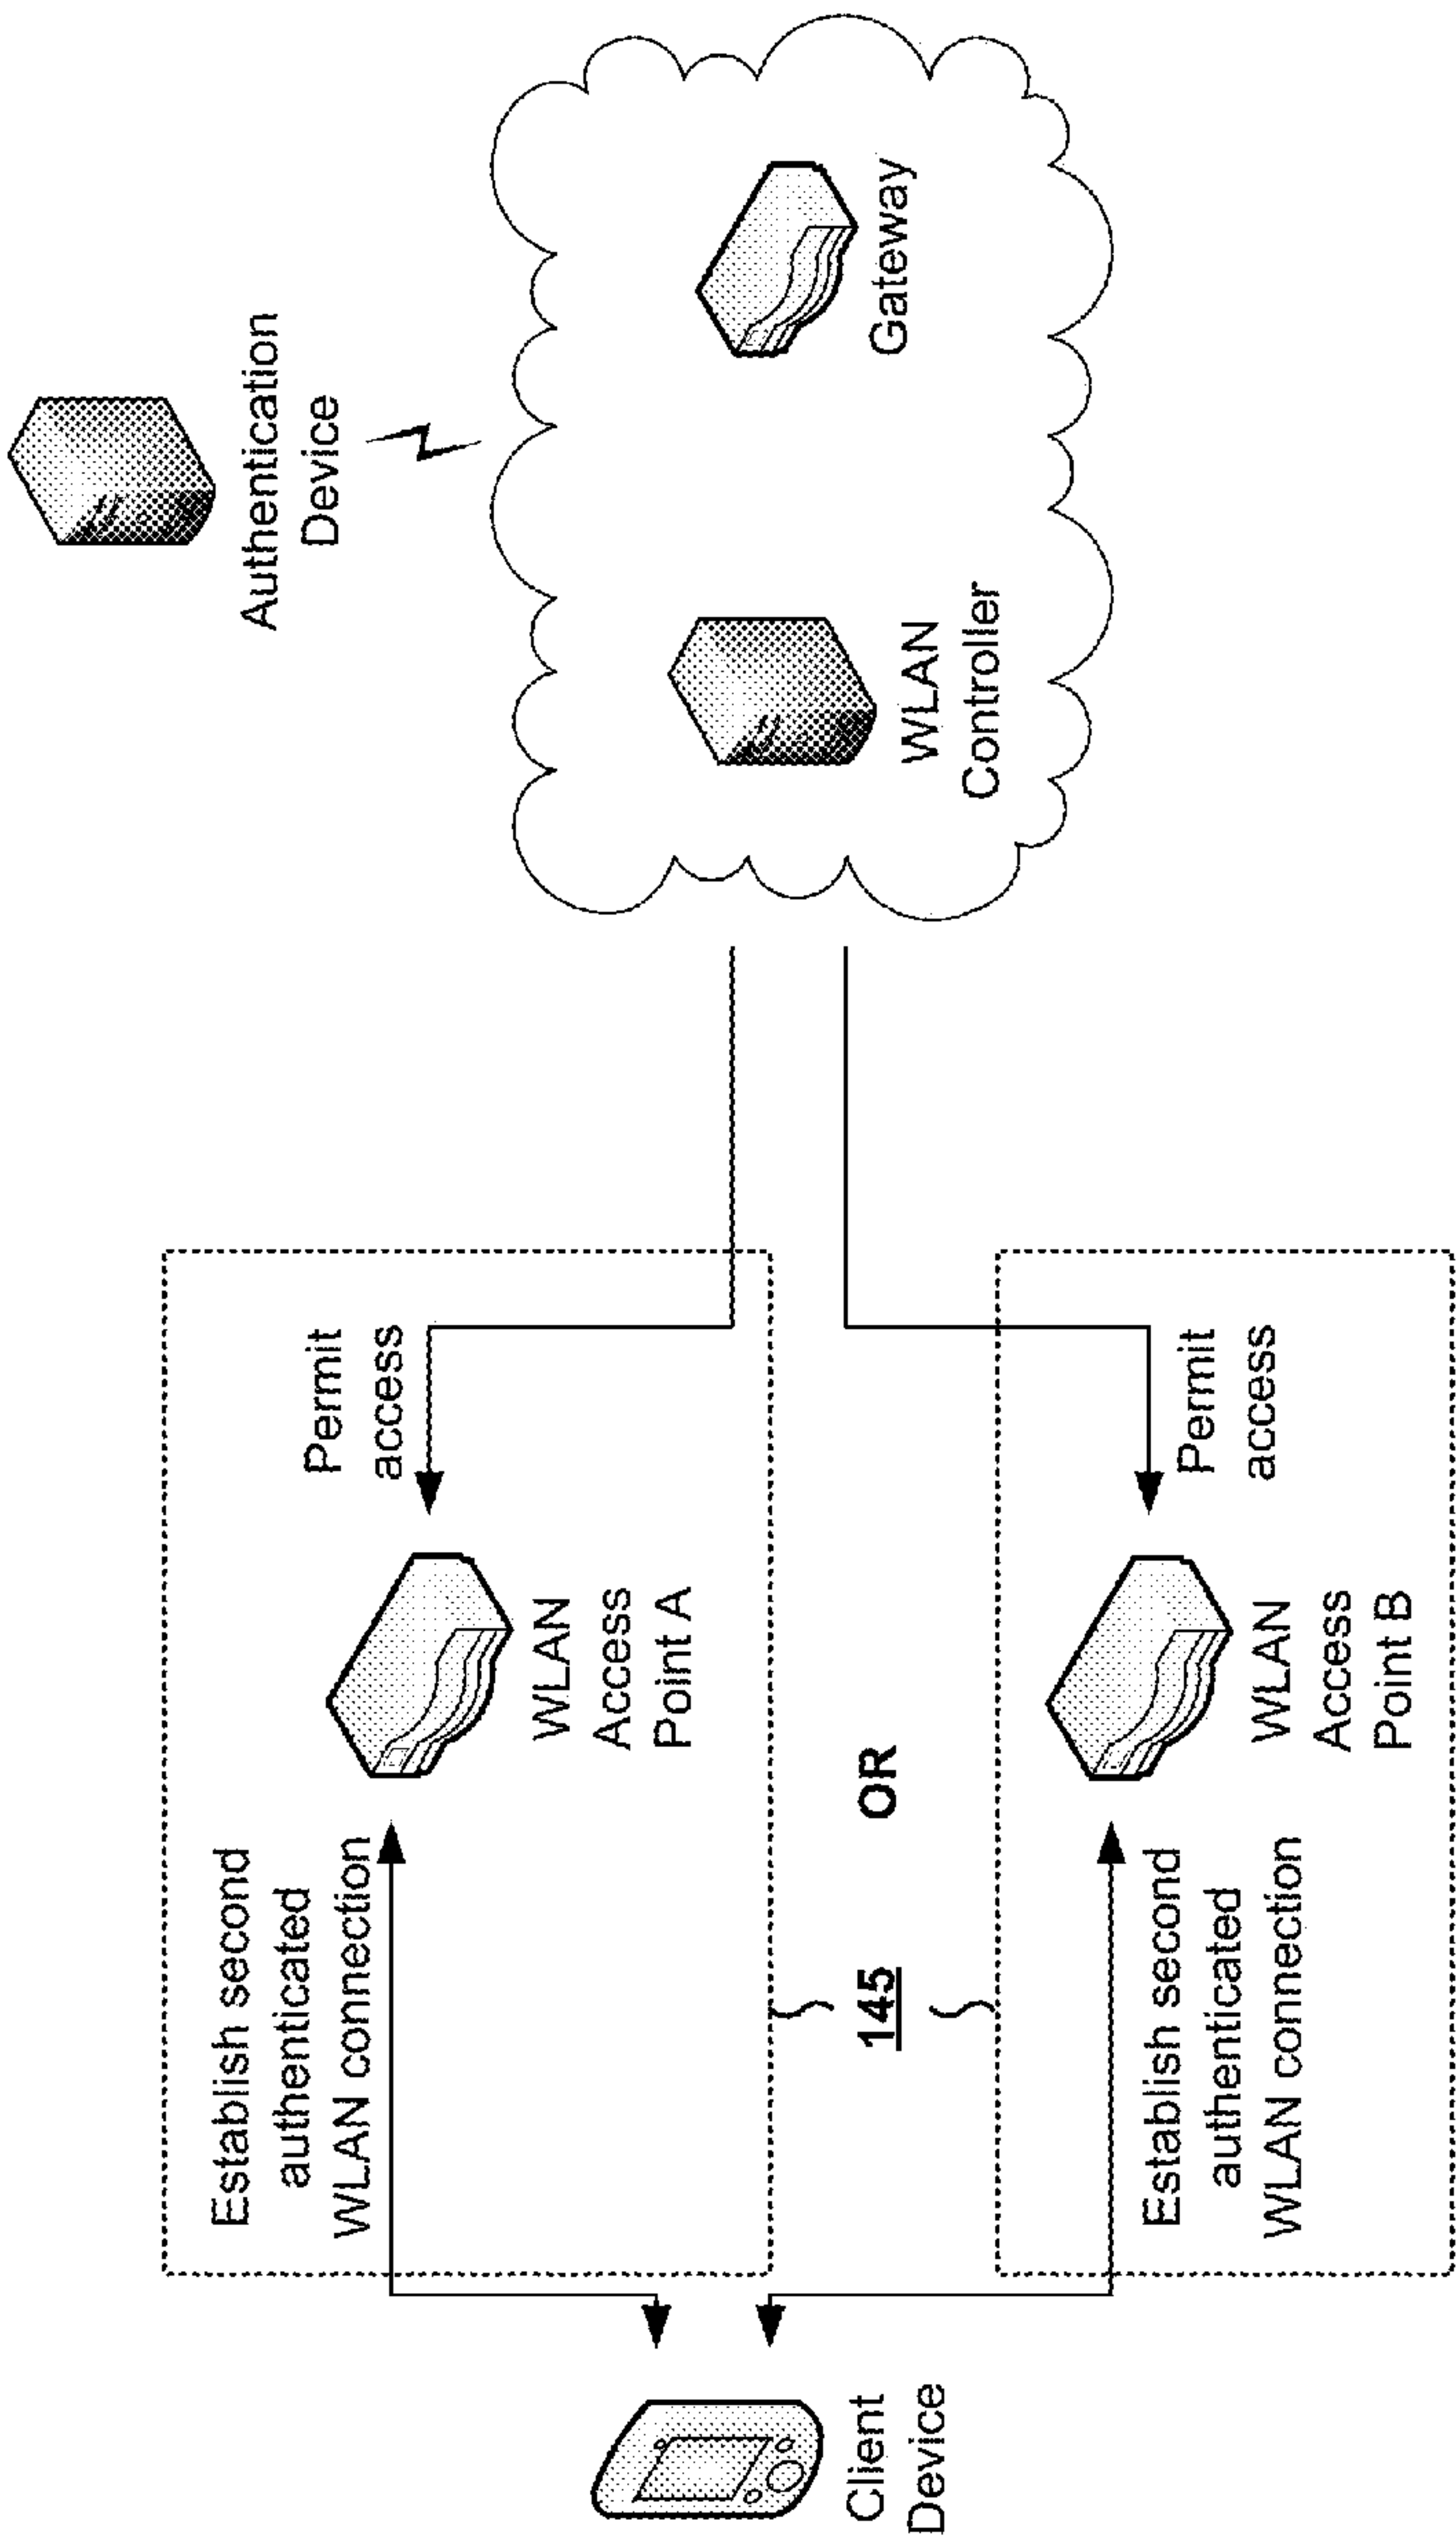 Authentication
Device
Establish second
authenticated
WLAN connection
Permit
access
WLAN
Access
Point A
145
OR
Client
Device
WLAN
Controller
Gateway
Establish second
authenticated
WLAN connection
Permit
access
WLAN
Access
Point B